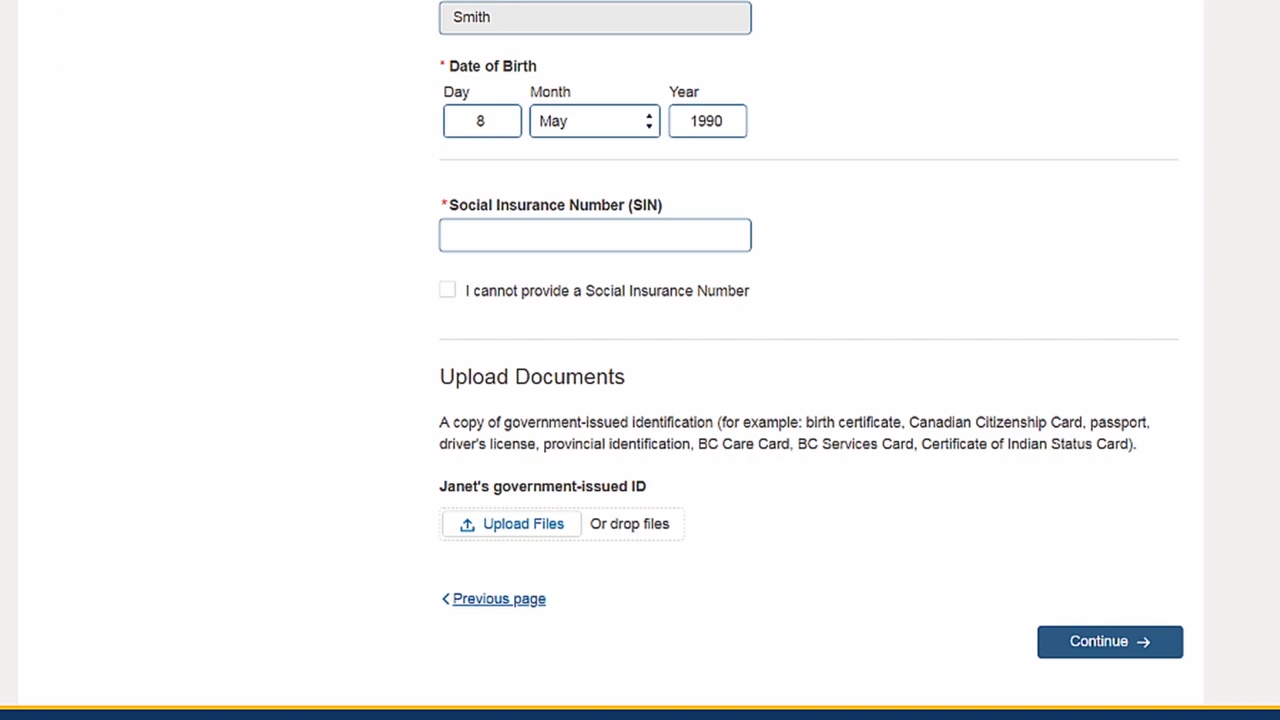 Smith
* Date of Birth
Day Month Year
8 May 1990
*Social Insurance Number (SIN)
I cannot provide a Social Insurance Number
Upload Documents
A copy of government-issued identification (for example: birth certificate, Canadian Citizenship Card, passport,
driver's license, provincial identification, BC Care Card, BC Services Card, Certificate of Indian Status Card).
Janet's government-issued ID
Upload Files Or drop files
Previous page
Continue